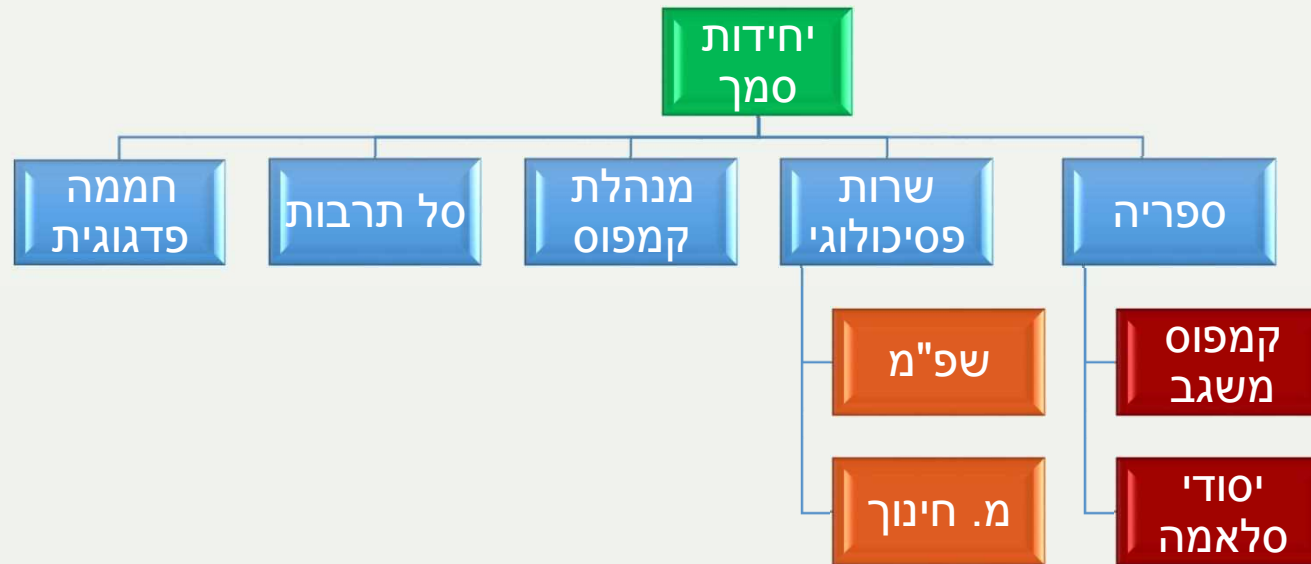 יחידות
סמך
ספריה
שרות
פסיכולוגי
מנהלת
קמפוס
סל תרבות
חממה
פדגוגית
קמפוס
משגב
שפ"מ
יסודי
סלאמה
מ. חינוך